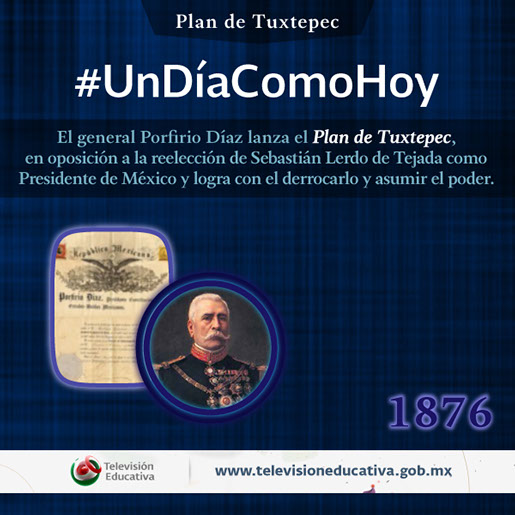 Plan de Tuxtepec
#UnDíaComoHoy
El general Porfirio Díaz lanza el Plan de Tuxtepec,
en oposición a la reelección de Sebastián Lerdo de Tejada como
Presidente de México y logra con el derrocarlo y asumir el poder.
República Mexicana
Porfirio Díaz,
1876
Televisión
Educativa
www.televisioneducativa.gob.mx